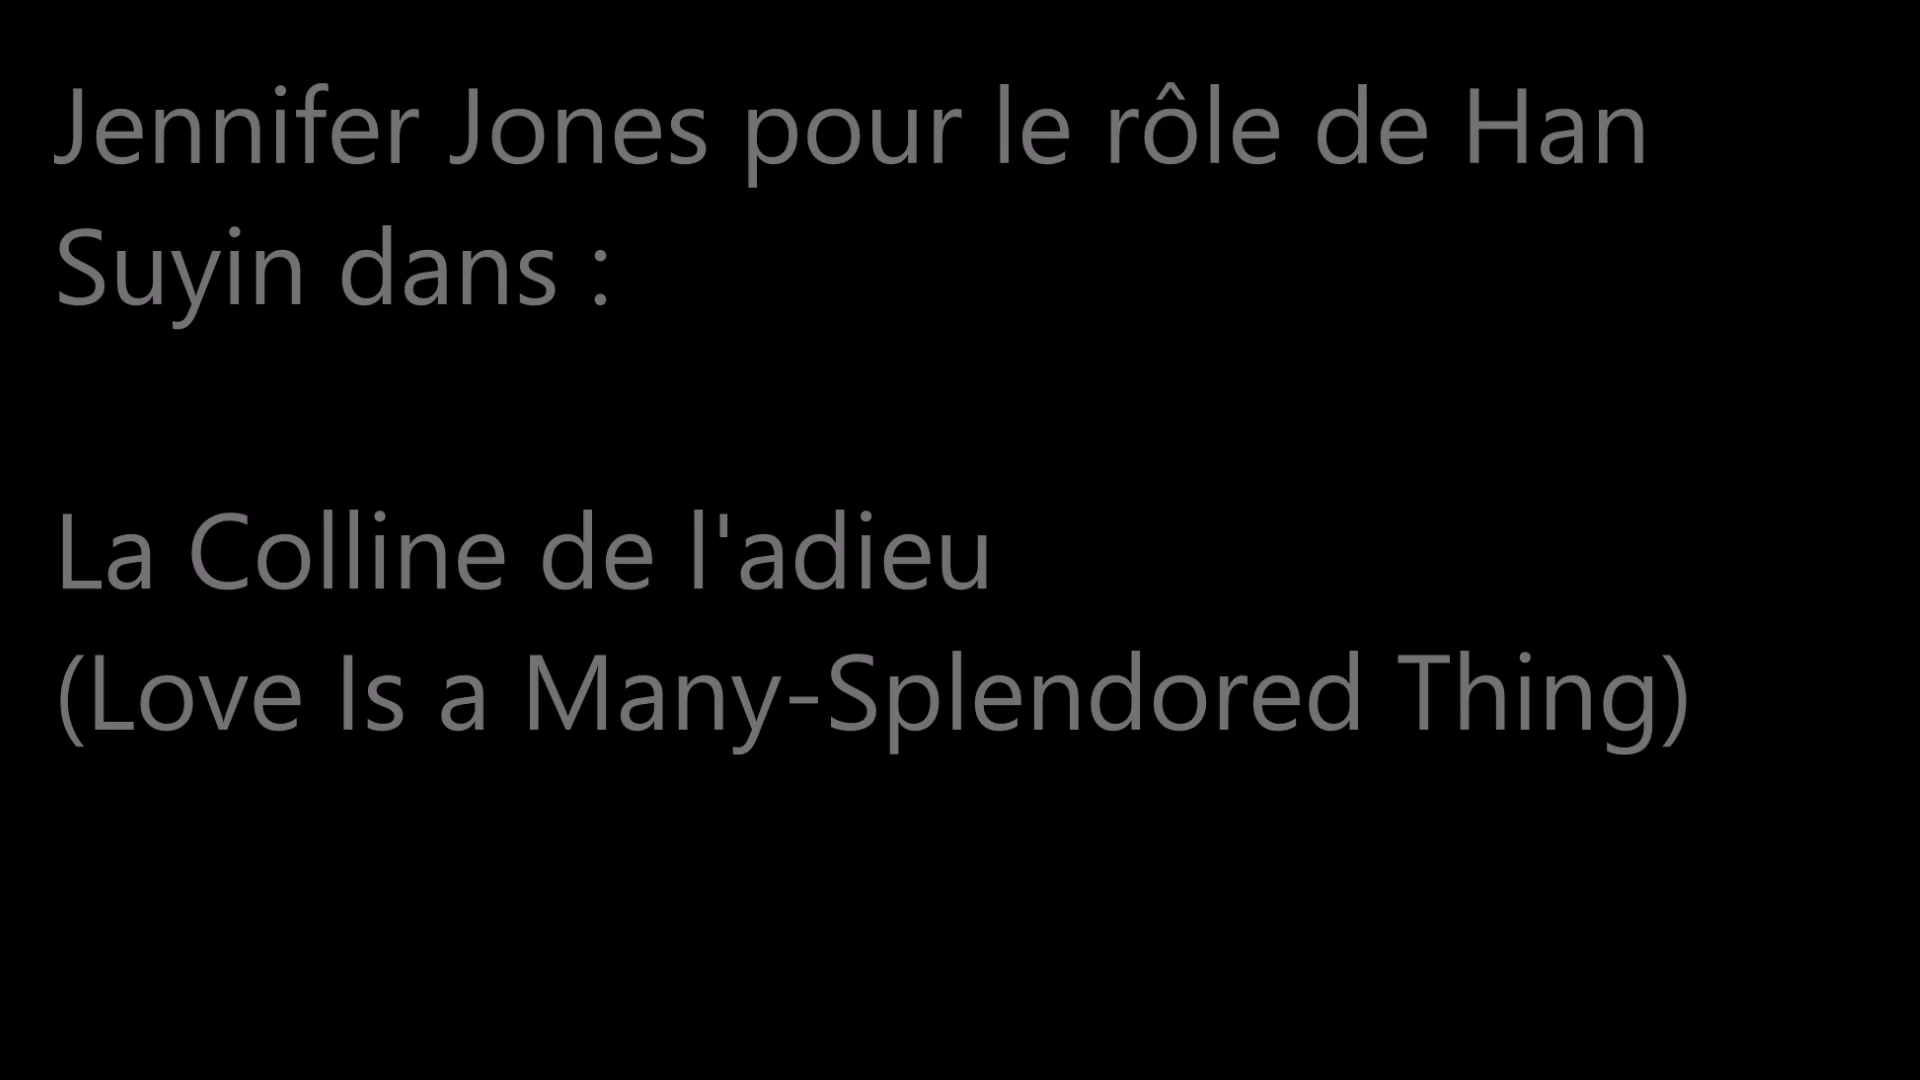 Jennifer Jones pour le rôle de Han
Suyin dans :
La Colline de l'adieu
(Love Is a Many-Splendored Thing)